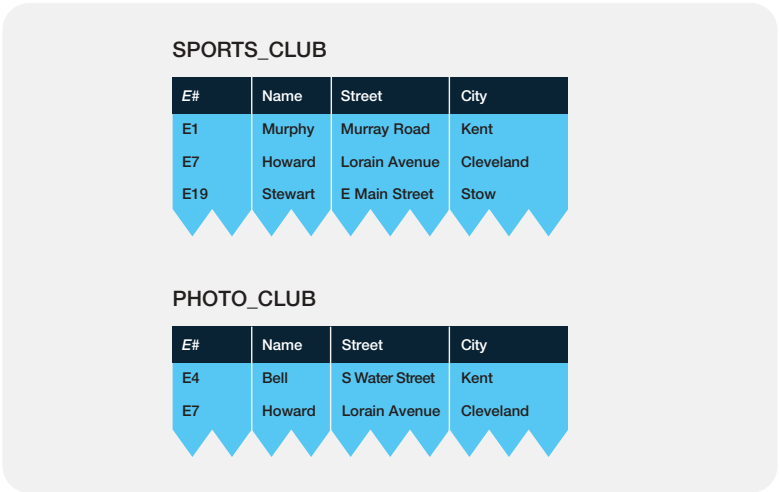 SPORTS_CLUB
E# Name Street City
E1 Murphy Murray Road Kent
E7 Howard Lorain Avenue Cleveland
E19 Stewart E Main Street Stow
PHOTO_CLUB
E# Name Street City
E4 Bell S Water Street Kent
E7 Howard Lorain Avenue Cleveland